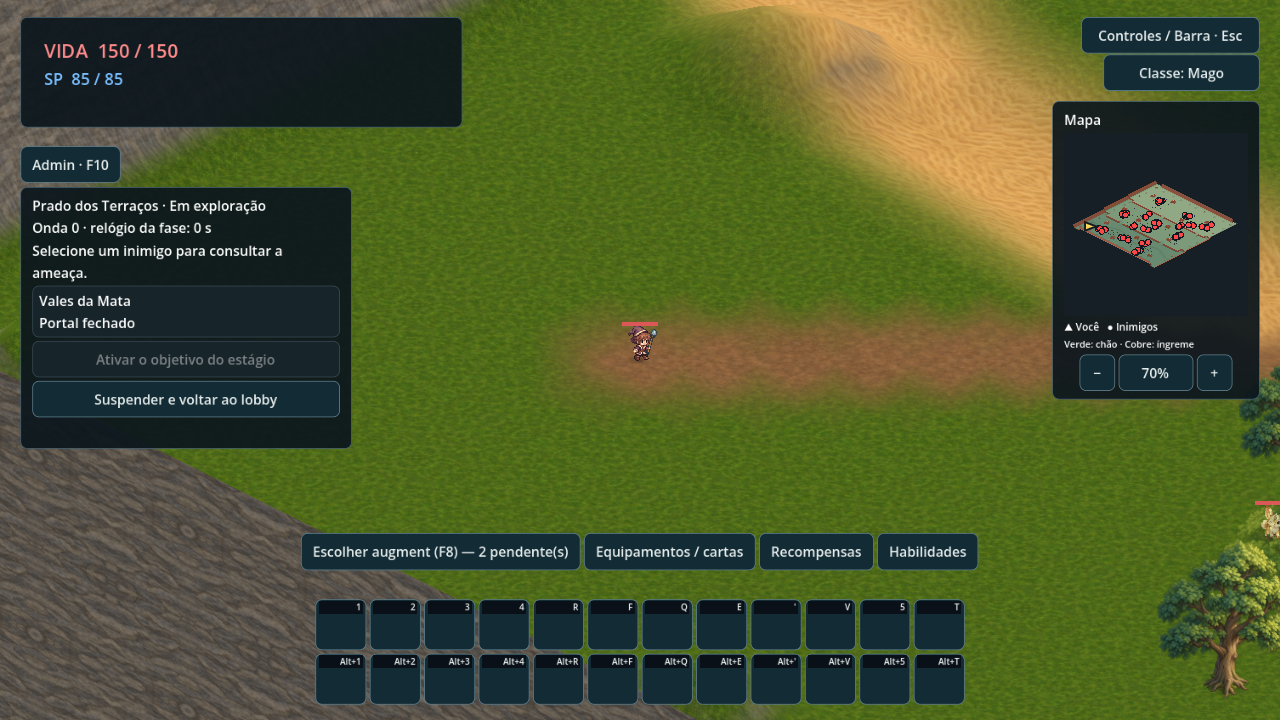 VIDA 150 / 150
SP 85 / 85
Controles / Barra · Esc
Classe: Mago
Mapa
Admin · F10
Prado dos Terraços · Em exploração
Onda 0 · relógio da fase: 0 s
Selecione um inimigo para consultar a
ameaça.
Vales da Mata
Portal fechado
Ativar o objetivo do estágio
Suspender e voltar ao lobby
▲ Você ● Inimigos
Verde: chão · Cobre: íngreme
− 70% +
Escolher augment (F8) — 2 pendente(s) Equipamentos / cartas Recompensas Habilidades
1 2 3 4 R F Q E ' V 5 T
Alt+1 Alt+2 Alt+3 Alt+4 Alt+R Alt+F Alt+Q Alt+E Alt+' Alt+V Alt+5 Alt+T